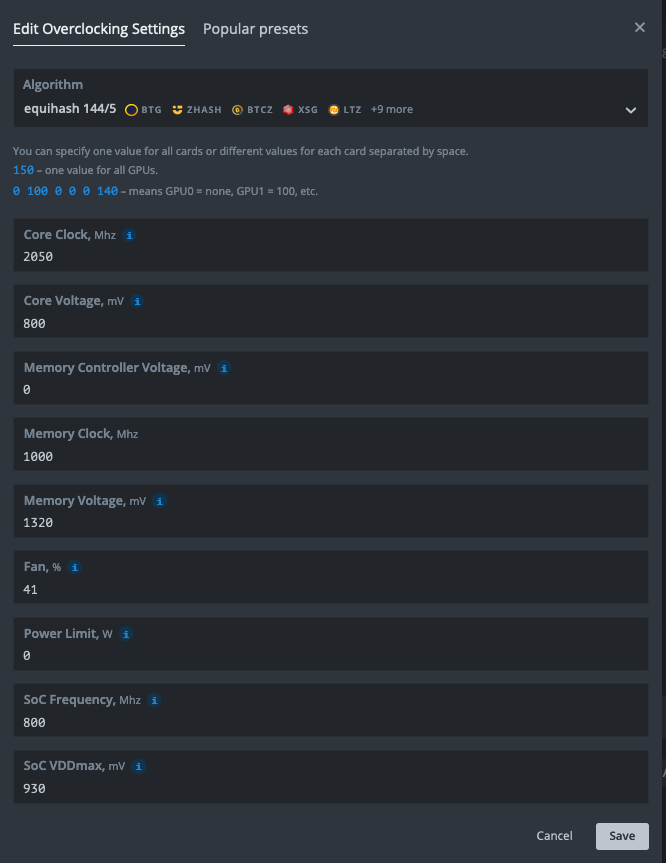 Edit Overclocking Settings Popular presets
Algorithm
equihash 144/5 BTG ZHASH BTCZ XSG LTZ +9 more
You can specify one value for all cards or different values for each card separated by space.
150 – one value for all GPUs.
0 100 0 0 0 140 – means GPU0 = none, GPU1 = 100, etc.
Core Clock, Mhz i
2050
Core Voltage, mV i
800
Memory Controller Voltage, mV i
0
Memory Clock, Mhz
1000
Memory Voltage, mV i
1320
Fan, % i
41
Power Limit, W i
0
SoC Frequency, Mhz i
800
SoC VDDmax, mV i
930
Cancel Save